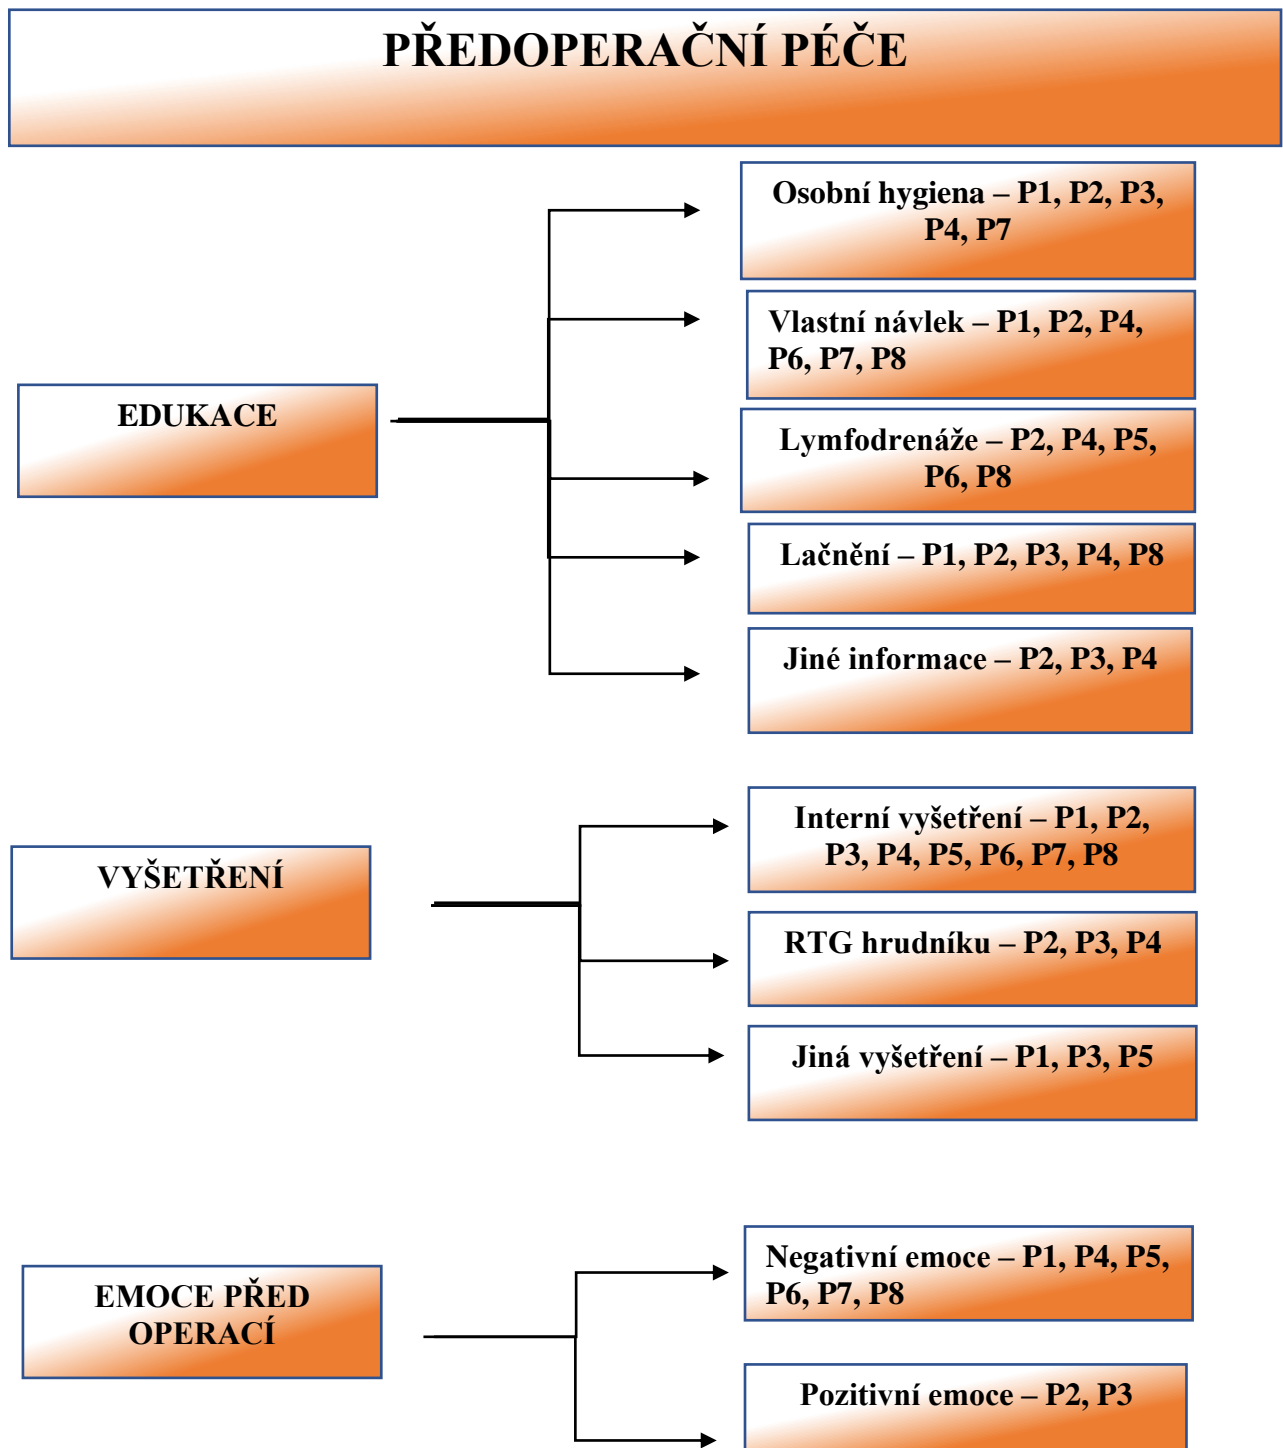 PŘEDOPERAČNÍ PÉČE
EDUKACE
Osobní hygiena – P1, P2, P3,
P4, P7
Vlastní návlek – P1, P2, P4,
P6, P7, P8
Lymfodrenáže – P2, P4, P5,
P6, P8
Lačnění – P1, P2, P3, P4, P8
Jiné informace – P2, P3, P4
VYŠETŘENÍ
Interní vyšetření – P1, P2,
P3, P4, P5, P6, P7, P8
RTG hrudníku – P2, P3, P4
Jiná vyšetření – P1, P3, P5
EMOCE PŘED
OPERACÍ
Negativní emoce – P1, P4, P5,
P6, P7, P8
Pozitivní emoce – P2, P3